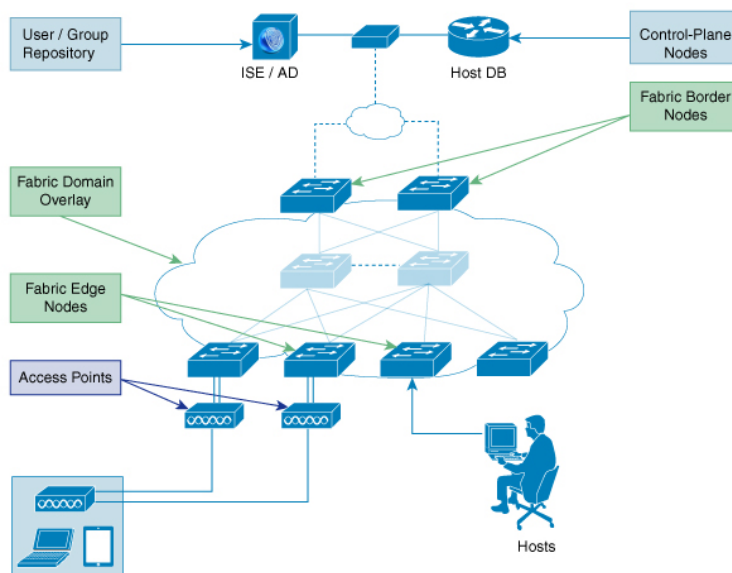 User / Group
Repository
ISE / AD
Host DB
Control-Plane
Nodes
Fabric Border
Nodes
Fabric Domain
Overlay
Fabric Edge
Nodes
Access Points
Hosts